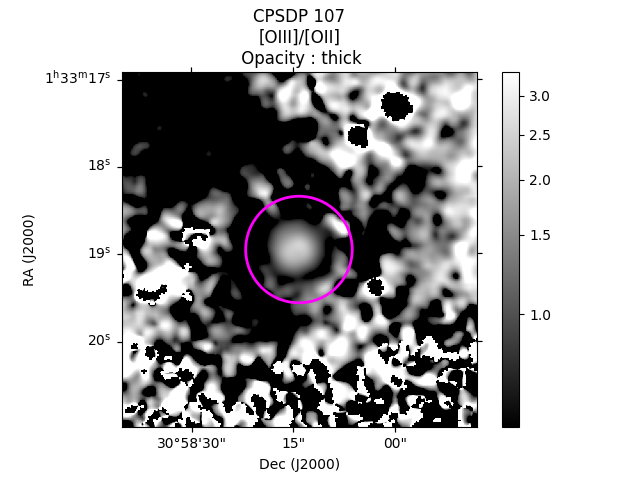 CPSDP 107
[OIII]/[OII]
Opacity : thick
1ʰ33ᵐ17ˢ
18ˢ
19ˢ
20ˢ
RA (J2000)
30°58'30"
15"
00"
Dec (J2000)
3.0
2.5
2.0
1.5
1.0